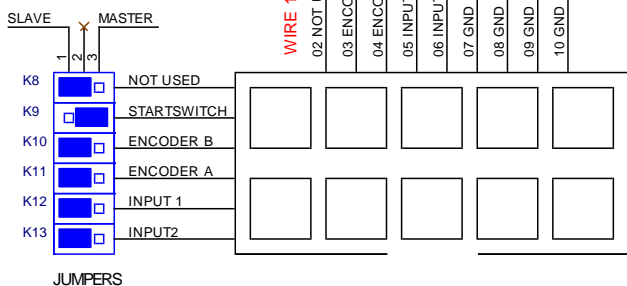 SLAVE
MASTER
1
2
3
WIRE 1
02 NOT
03 ENCO
04 ENCO
05 INPUT
06 INPUT
07 GND
08 GND
09 GND
10 GND
K8
NOT USED
K9
STARTSWITCH
K10
ENCODER B
K11
ENCODER A
K12
INPUT 1
K13
INPUT2
JUMPERS